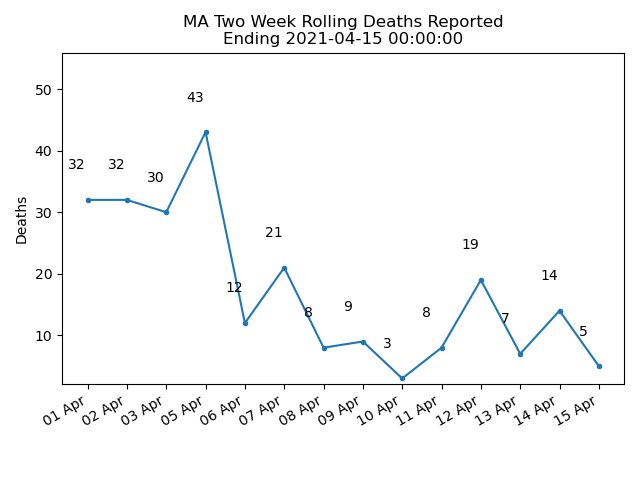 MA Two Week Rolling Deaths Reported
Ending 2021-04-15 00:00:00
50
40
30
20
10
Deaths
32
32
30
43
12
21
8
9
3
8
19
7
14
5
01 Apr
02 Apr
03 Apr
05 Apr
06 Apr
07 Apr
08 Apr
09 Apr
10 Apr
11 Apr
12 Apr
13 Apr
14 Apr
15 Apr